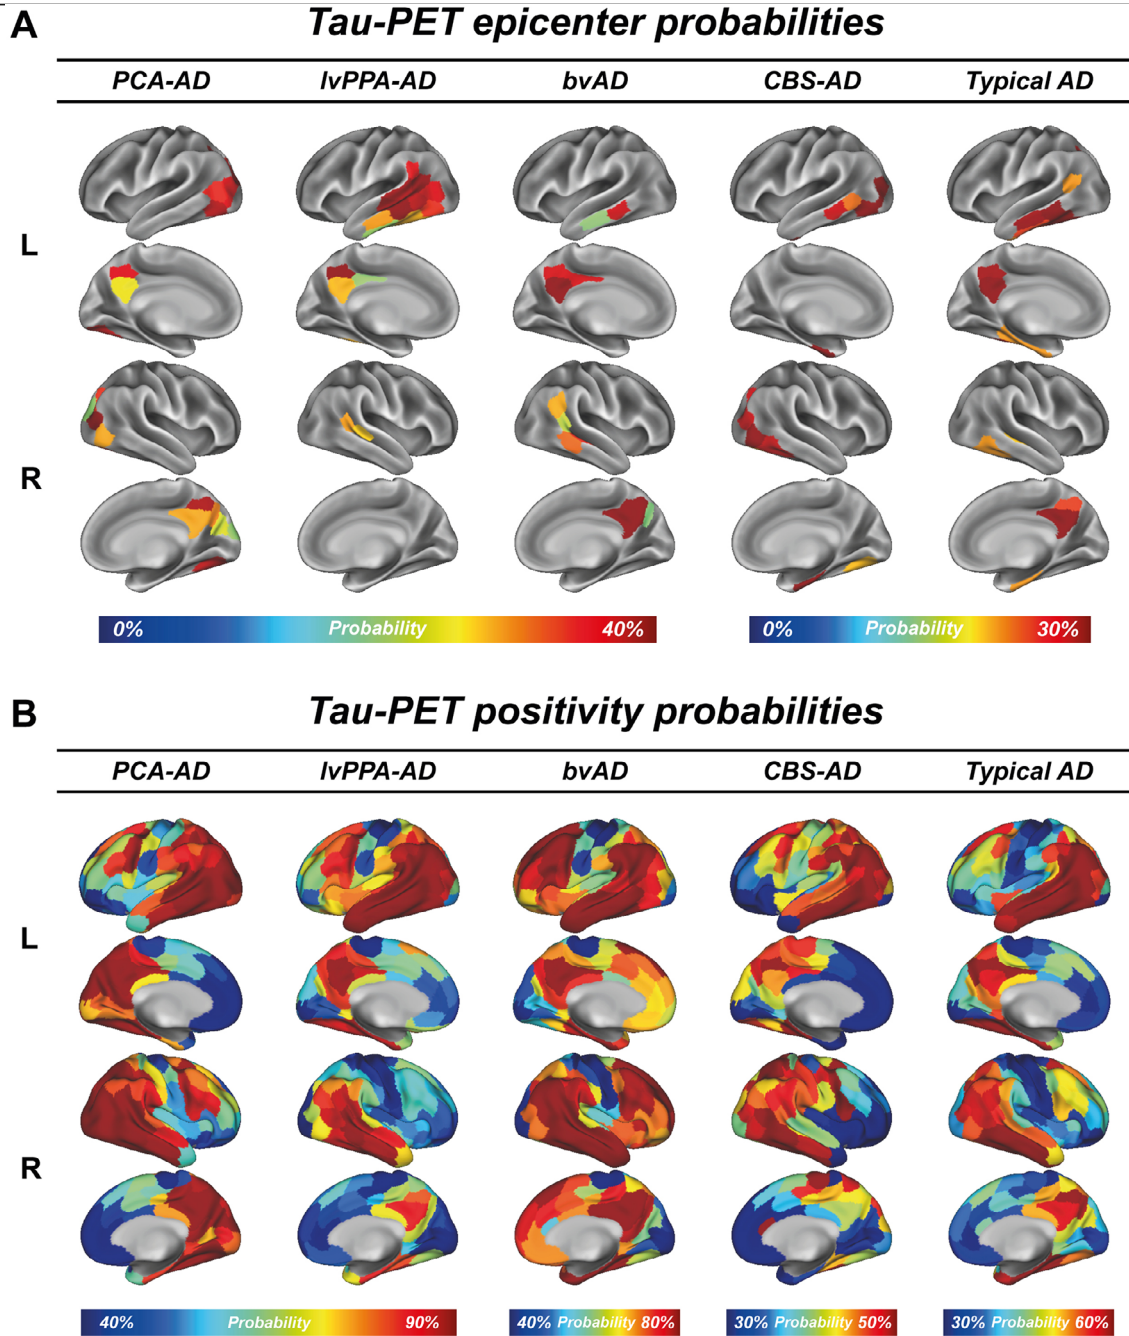 A Tau-PET epicenter probabilities
PCA-AD lvPPA-AD bvAD CBS-AD Typical AD
L
R
0% Probability 40% 0% Probability 30%
B Tau-PET positivity probabilities
PCA-AD lvPPA-AD bvAD CBS-AD Typical AD
L
R
40% Probability 90% 40% Probability 80% 30% Probability 50% 30% Probability 60%